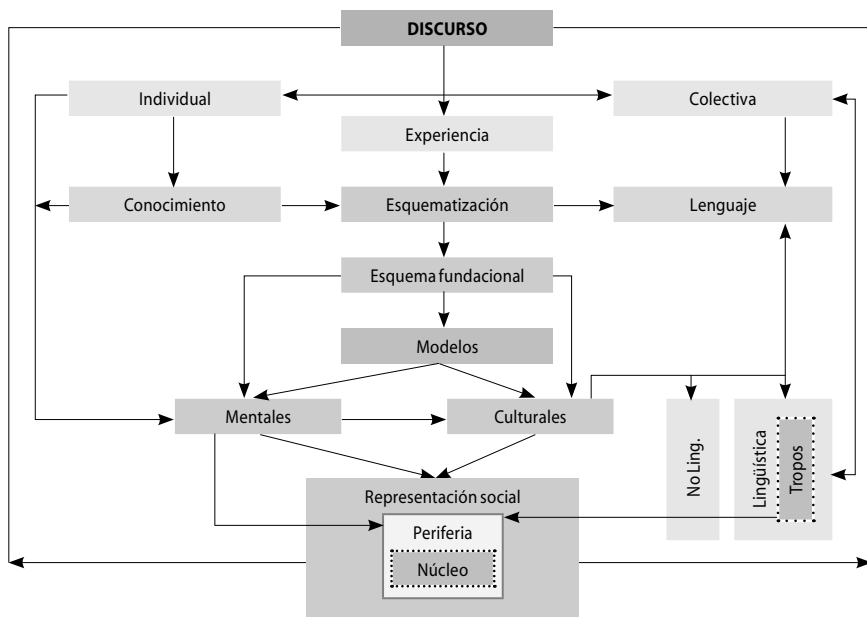 DISCURSO
Individual
Colectiva
Experiencia
Conocimiento
Esquematización
Lenguaje
Esquema fundacional
Modelos
Mentales
Culturales
No Ling.
Lingüística
Tropos
Representación social
Periferia
Núcleo